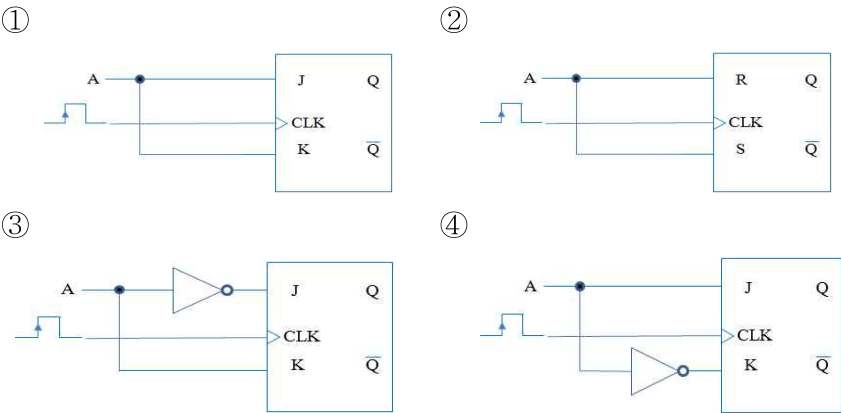 ①
A J Q
CLK
K Q̅
②
A R Q
CLK
S Q̅
③
A J Q
CLK
K Q̅
④
A J Q
CLK
K Q̅